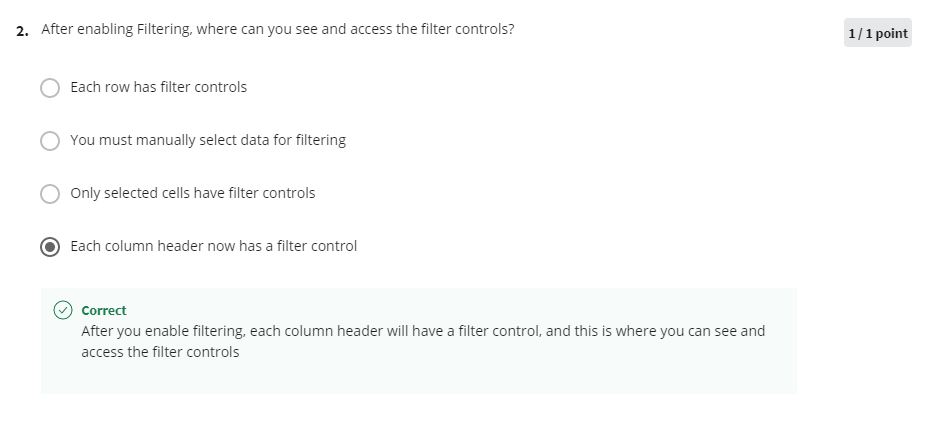 2. After enabling Filtering, where can you see and access the filter controls?
1 / 1 point
Each row has filter controls
You must manually select data for filtering
Only selected cells have filter controls
Each column header now has a filter control
Correct
After you enable filtering, each column header will have a filter control, and this is where you can see and
access the filter controls